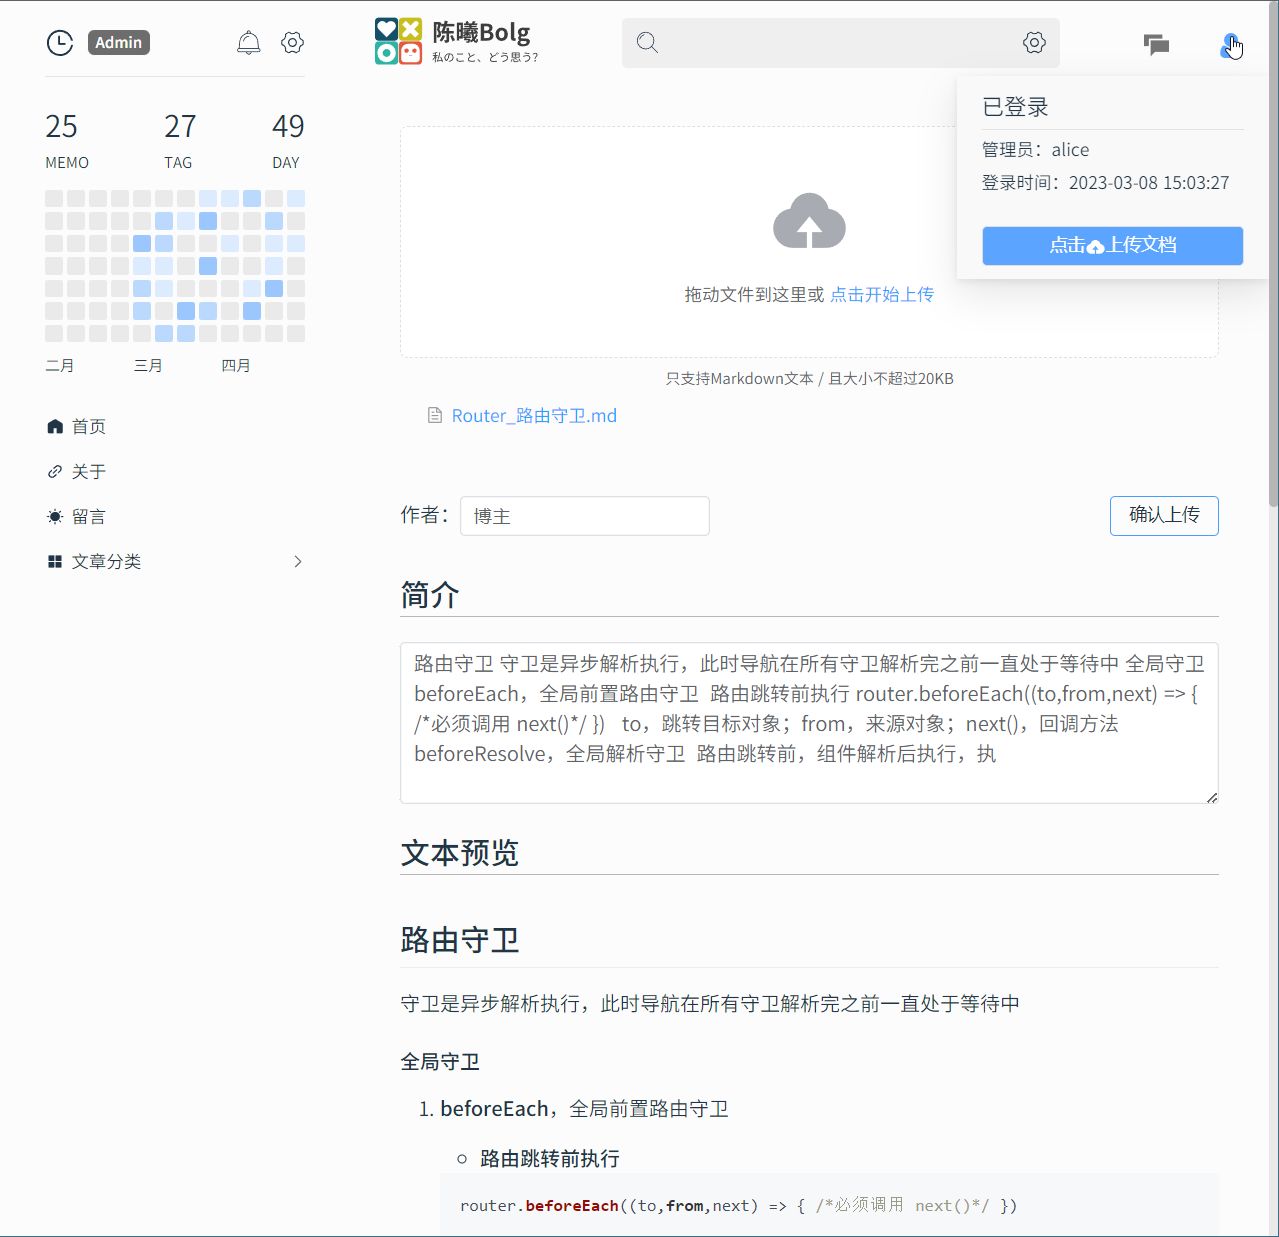 Admin
陈曦Bolg
私のこと、どう思う?
已登录
管理员：alice
登录时间：2023-03-08 15:03:27
点击上传文档
25 27 49
MEMO TAG DAY
二月 三月 四月
首页
关于
留言
文章分类
拖动文件到这里或 点击开始上传
只支持Markdown文本 / 且大小不超过20KB
Router_路由守卫.md
作者： 博主 确认上传
简介
路由守卫 守卫是异步解析执行，此时导航在所有守卫解析完之前一直处于等待中 全局守卫
beforeEach，全局前置路由守卫 路由跳转前执行 router.beforeEach((to,from,next) => {
/*必须调用 next()*/ }) to，跳转目标对象；from，来源对象；next()，回调方法
beforeResolve，全局解析守卫 路由跳转前，组件解析后执行，执
文本预览
路由守卫
守卫是异步解析执行，此时导航在所有守卫解析完之前一直处于等待中
全局守卫
1. beforeEach，全局前置路由守卫
路由跳转前执行
router.beforeEach((to,from,next) => { /*必须调用 next()*/ })